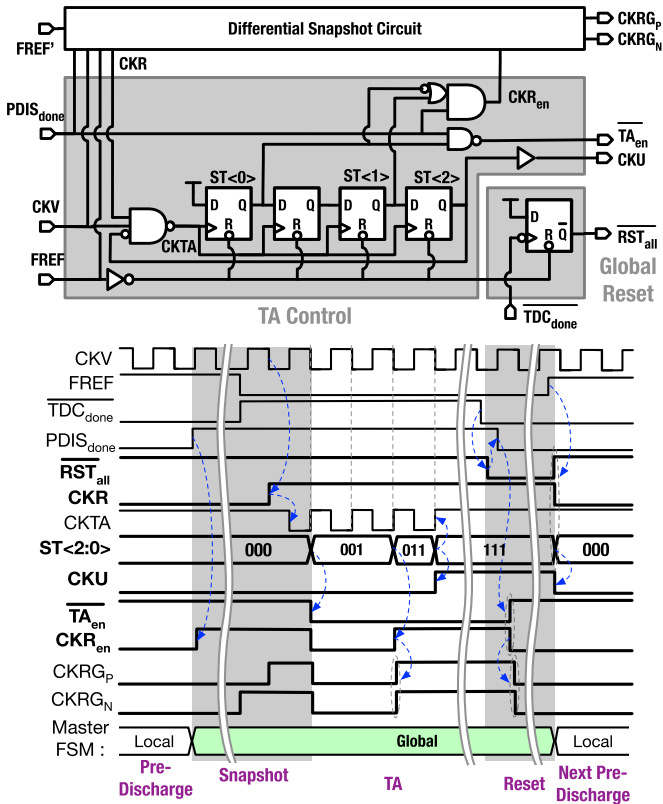 Differential Snapshot Circuit
CKRG_P
CKRG_N
FREF'
CKR
PDIS_done
CKR_en
TA_en
CKU
ST<0>
ST<1>
ST<2>
D Q
R
D Q
R
D Q
R
D Q
R
D
R Q
CKV
CKTA
RST_all
FREF
Global
Reset
TA Control
TDC_done
CKV
FREF
TDC_done
PDIS_done
RST_all
CKR
CKTA
ST<2:0> 000 001 011 111 000
CKU
TA_en
CKR_en
CKRG_P
CKRG_N
Master
FSM : Local Global Local
Pre-
Discharge
Snapshot
TA
Reset
Next Pre-
Discharge